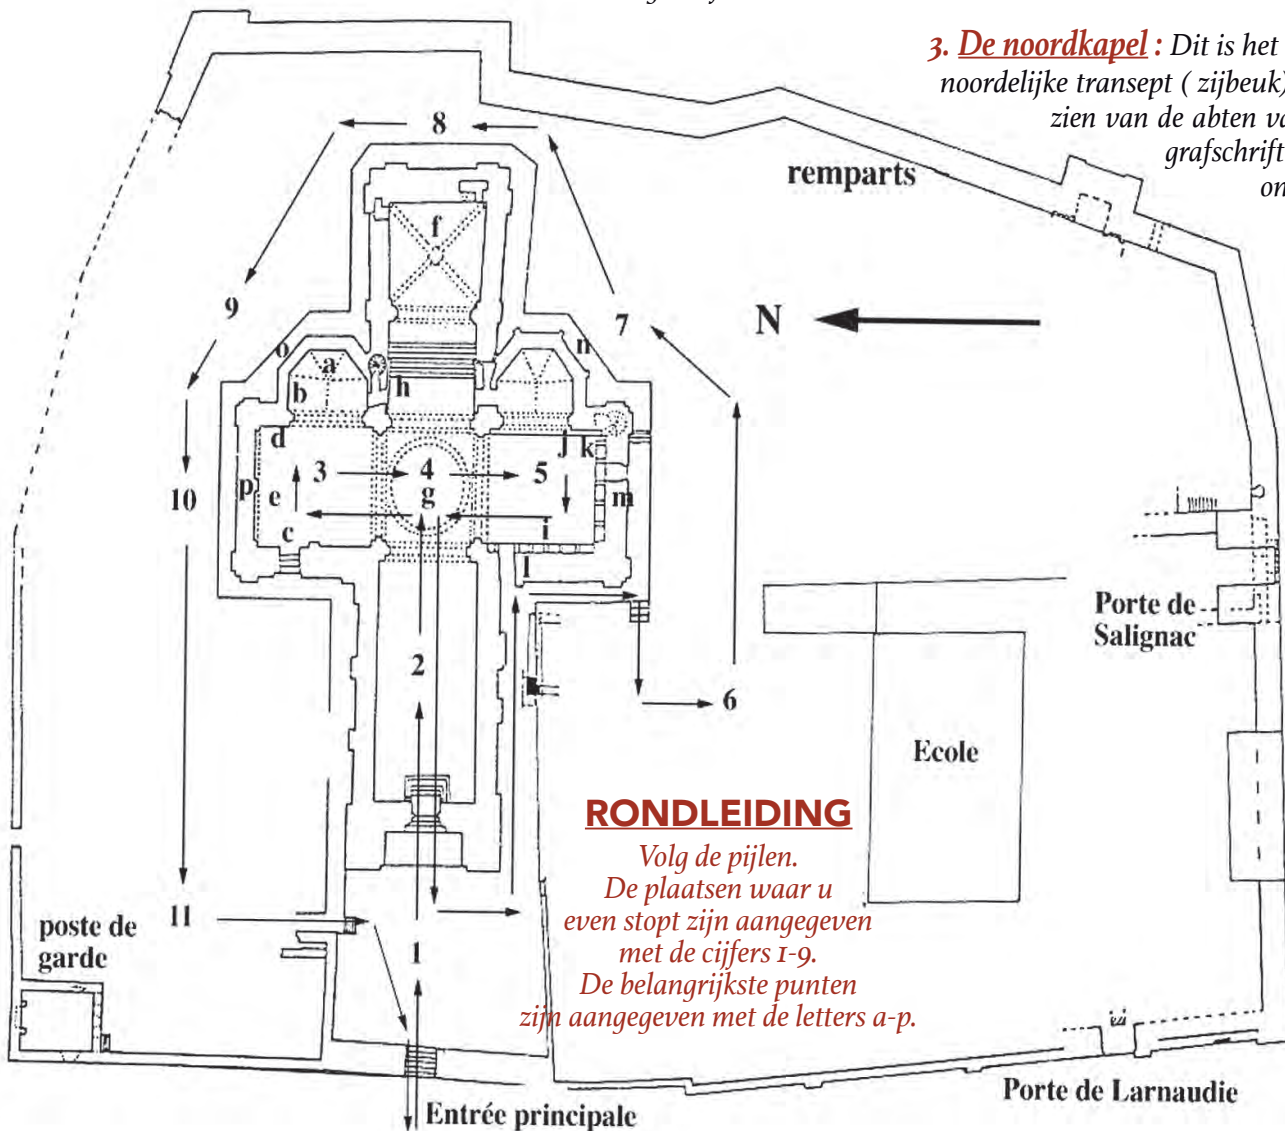 3. De noordkapel : Dit is het
noordelijke transept ( zijbeuk)
zien van de abten va
grafschrift
on
8
remparts
f
9
7
N
o
n
a
b
h
d
j
k
3
4
5
p
e
g
m
10
c
i
l
Porte de
Salignac
2
6
Ecole
RONDLEIDING
Volg de pijlen.
De plaatsen waar u
even stopt zijn aangegeven
met de cijfers 1-9.
De belangrijkste punten
zijn aangegeven met de letters a-p.
11
poste de
garde
1
Porte de Larnaudie
Entrée principale